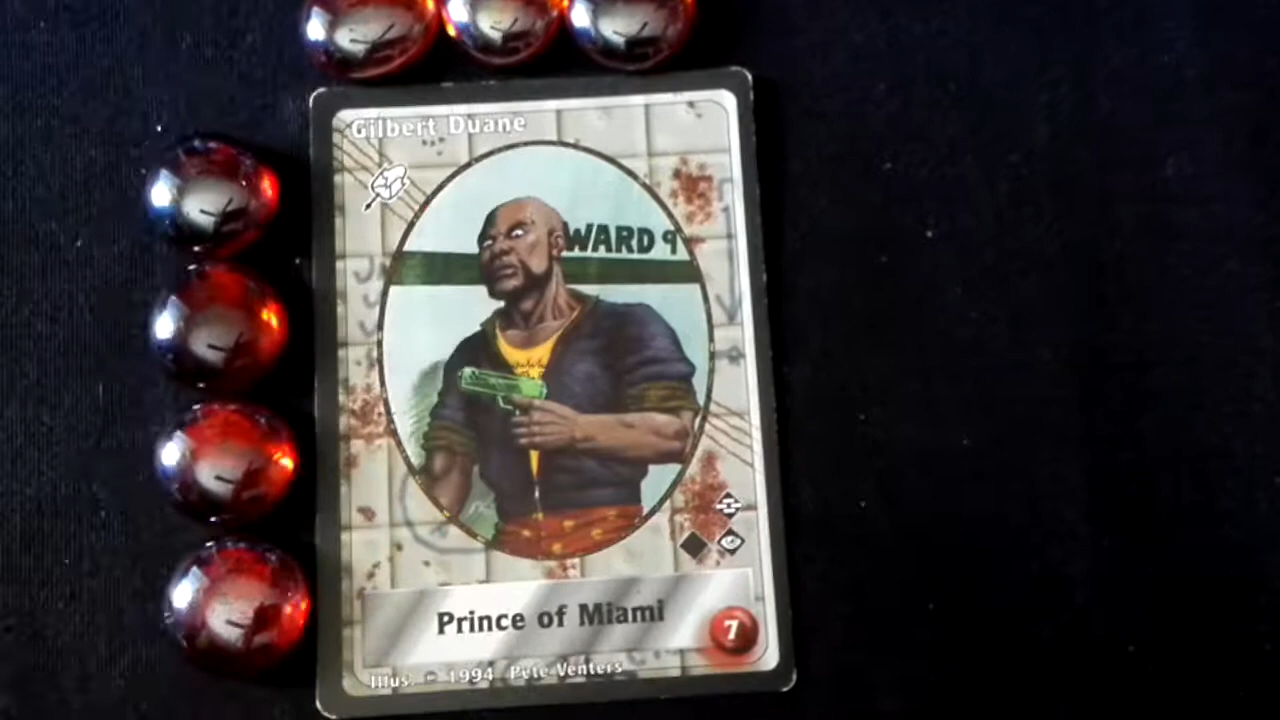 Gilbert Duane
WARD 9
Prince of Miami
7
Illus. © 1994 Pete Venters